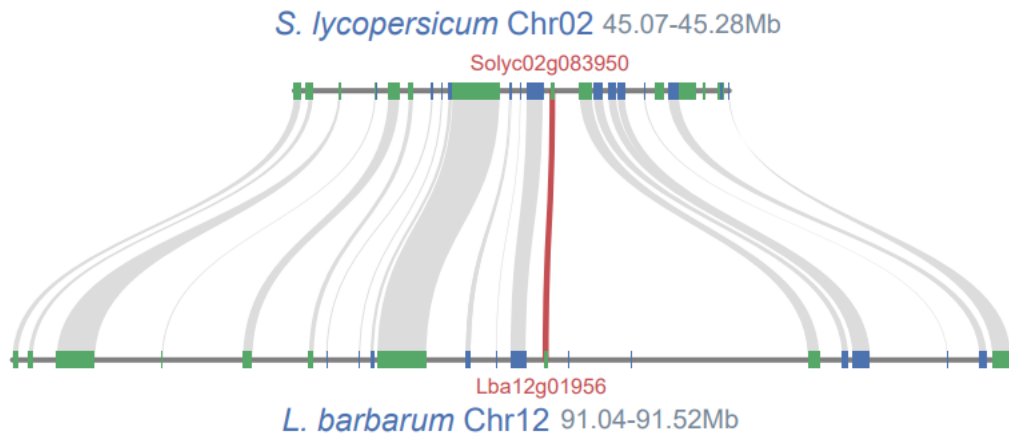 S. lycopersicum Chr02 45.07-45.28Mb
Solyc02g083950
Lba12g01956
L. barbarum Chr12 91.04-91.52Mb